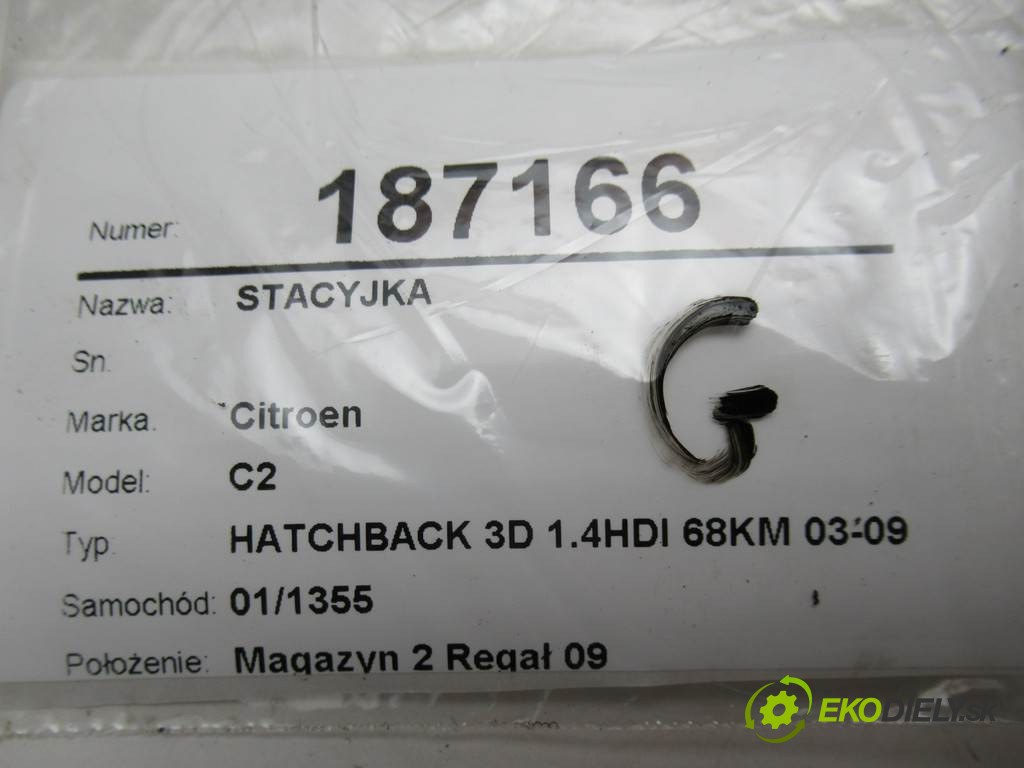 Numer: 187166
Nazwa: STACYJKA
Sn.
Marka. Citroen
G
Model: C2
Typ. HATCHBACK 3D 1.4HDI 68KM 03-09
Samochód: 01/1355
Położenie: Magazyn 2 Regał 09
EKODIELY.SK